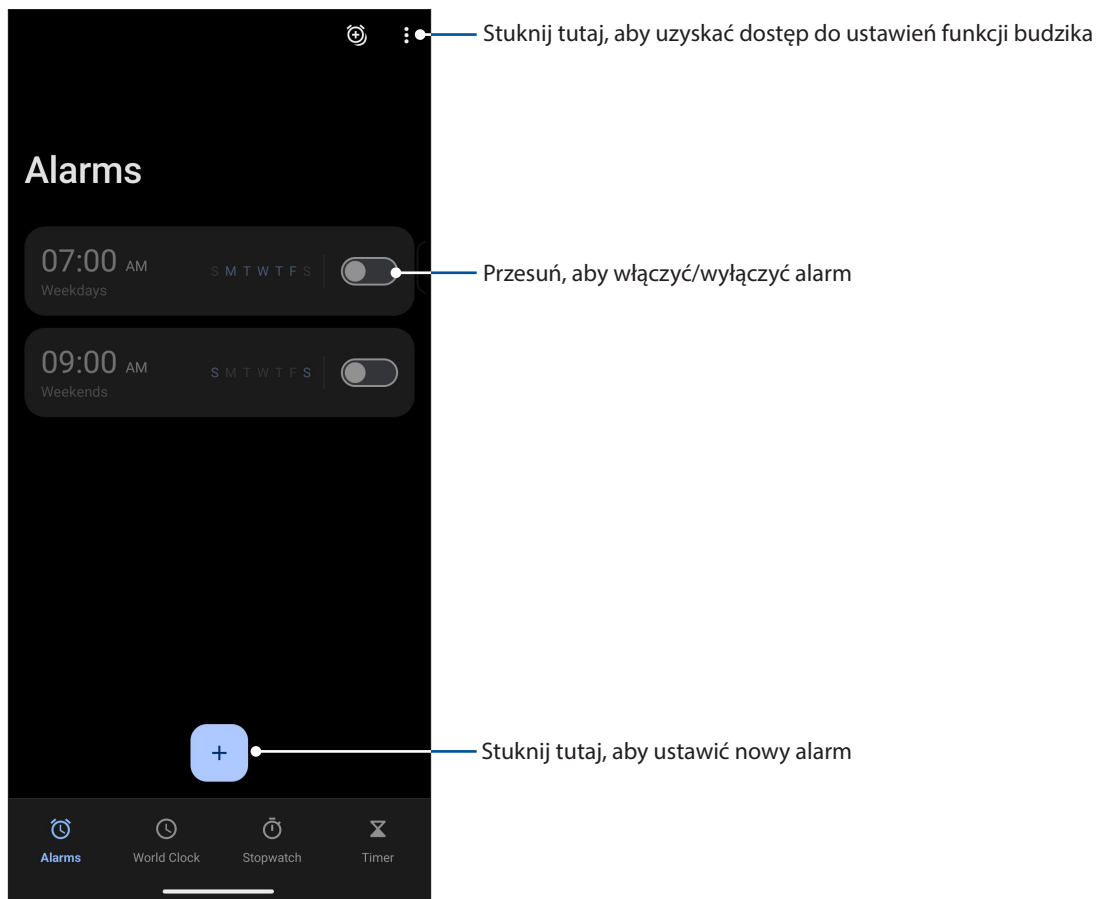 Stuknij tutaj, aby uzyskać dostęp do ustawień funkcji budzika
Alarms
07:00 AM S M T W T F S
Weekdays
Przesuń, aby włączyć/wyłączyć alarm
09:00 AM S M T W T F S
Weekends
+
Stuknij tutaj, aby ustawić nowy alarm
Alarms World Clock Stopwatch Timer